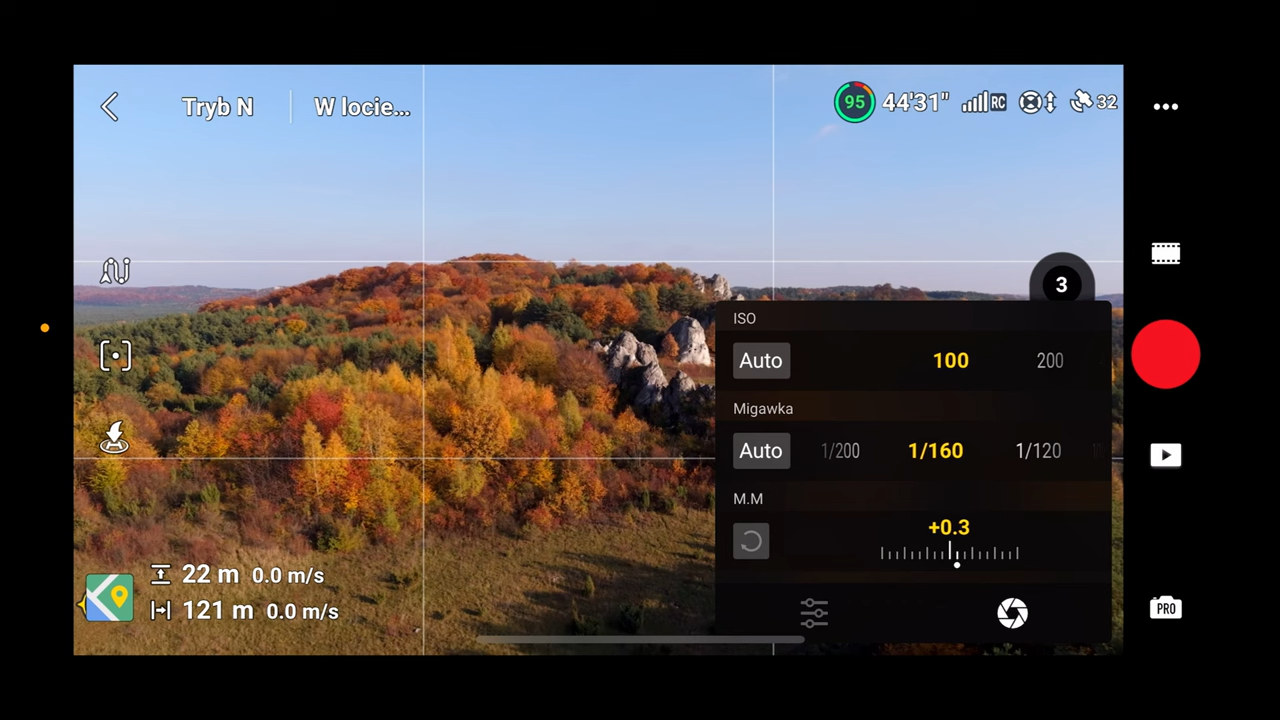 Tryb N
W locie...
95 44'31" RC 32
3
ISO
Auto 100 200
Migawka
Auto 1/200 1/160 1/120
M.M
+0.3
22 m 0.0 m/s
121 m 0.0 m/s
PRO